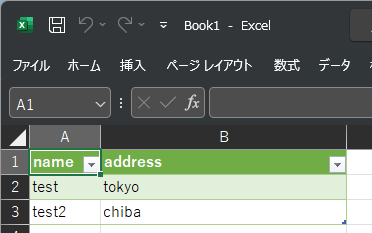 Book1 - Excel
ファイル ホーム 挿入 ページ レイアウト 数式 データ
A1 fx
A B
1 name address
2 test tokyo
3 test2 chiba